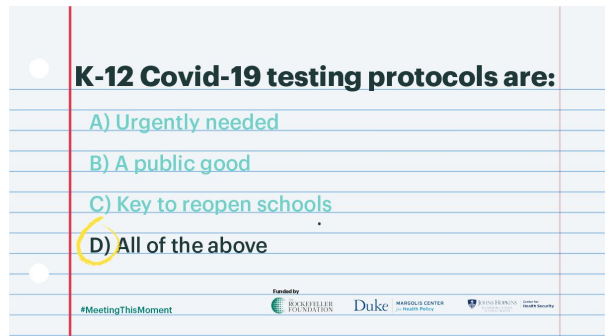 K-12 Covid-19 testing protocols are:
A) Urgently needed
B) A public good
C) Key to reopen schools
D) All of the above
Funded by
#MeetingThisMoment
THE
ROCKEFELLER
FOUNDATION
Duke
MARGOLIS CENTER
for Health Policy
JOHNS HOPKINS
Center for
Health Security